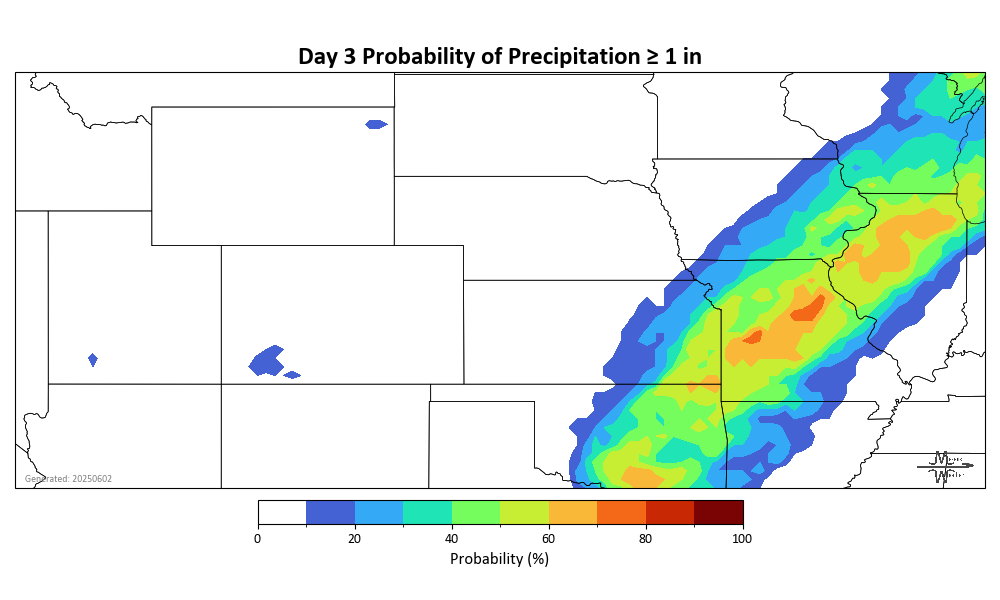 Day 3 Probability of Precipitation ≥ 1 in
Generated: 20250602
0 20 40 60 80 100
Probability (%)